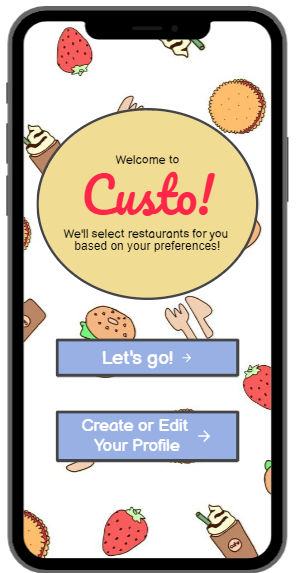 Welcome to
Custo!
We'll select restaurants for you
based on your preferences!
Let's go! →
Create or Edit
Your Profile →